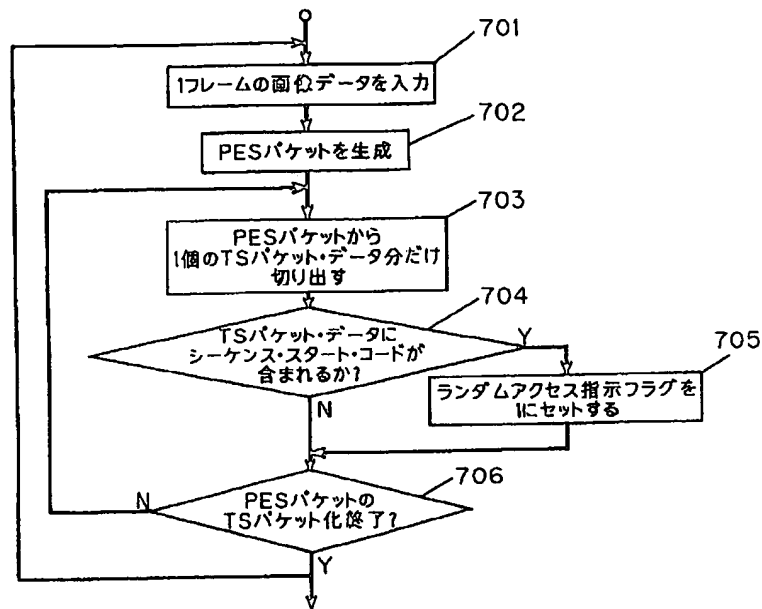 701
1フレームの画像データを入力
702
PESパケットを生成
703
PESパケットから
1個のTSパケット・データ分だけ
切り出す
704
TSパケット・データに
シーケンス・スタート・コードが
含まれるか?
Y
705
ランダムアクセス指示フラグを
1にセットする
N
706
N
PESパケットの
TSパケット化終了?
Y